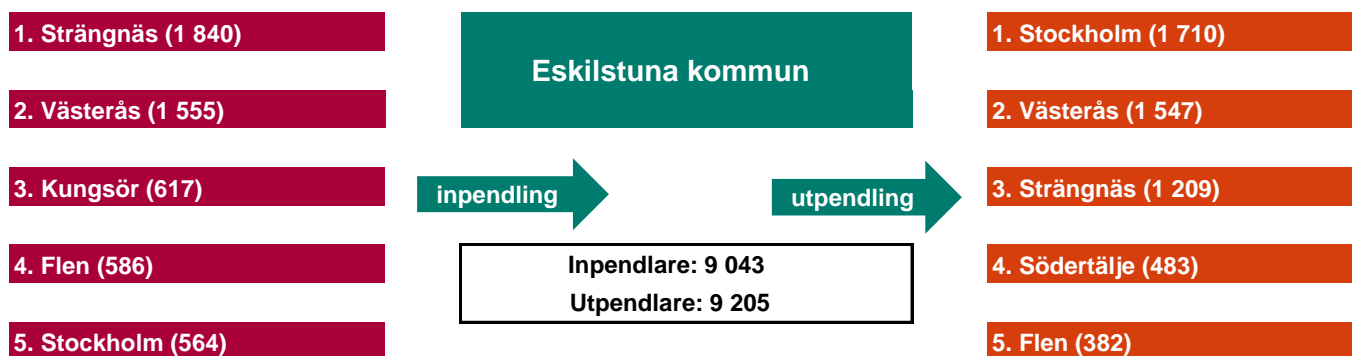 1. Strängnäs (1 840)
2. Västerås (1 555)
3. Kungsör (617)
4. Flen (586)
5. Stockholm (564)
Eskilstuna kommun
inpendling
utpendling
Inpendlare: 9 043
Utpendlare: 9 205
1. Stockholm (1 710)
2. Västerås (1 547)
3. Strängnäs (1 209)
4. Södertälje (483)
5. Flen (382)